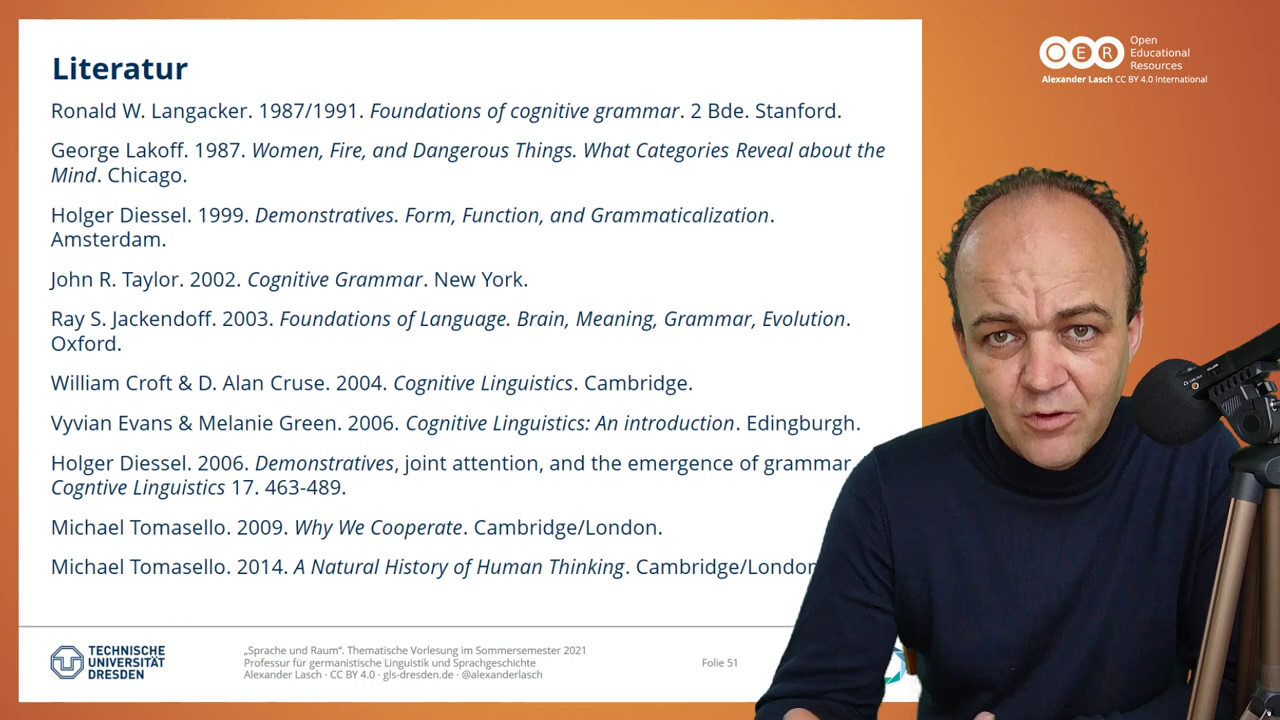 Literatur
Ronald W. Langacker. 1987/1991. Foundations of cognitive grammar. 2 Bde. Stanford.
George Lakoff. 1987. Women, Fire, and Dangerous Things. What Categories Reveal about the
Mind. Chicago.
Holger Diessel. 1999. Demonstratives. Form, Function, and Grammaticalization.
Amsterdam.
John R. Taylor. 2002. Cognitive Grammar. New York.
Ray S. Jackendoff. 2003. Foundations of Language. Brain, Meaning, Grammar, Evolution.
Oxford.
William Croft & D. Alan Cruse. 2004. Cognitive Linguistics. Cambridge.
Vyvian Evans & Melanie Green. 2006. Cognitive Linguistics: An introduction. Edingburgh.
Holger Diessel. 2006. Demonstratives, joint attention, and the emergence of grammar
Cogntive Linguistics 17. 463-489.
Michael Tomasello. 2009. Why We Cooperate. Cambridge/London.
Michael Tomasello. 2014. A Natural History of Human Thinking. Cambridge/London
TECHNISCHE
UNIVERSITÄT
DRESDEN
„Sprache und Raum“. Thematische Vorlesung im Sommersemester 2021
Professur für germanistische Linguistik und Sprachgeschichte
Alexander Lasch · CC BY 4.0 · gls-dresden.de · @alexanderlasch
Folie 51
OER
Open
Educational
Resources
Alexander Lasch CC BY 4.0 International